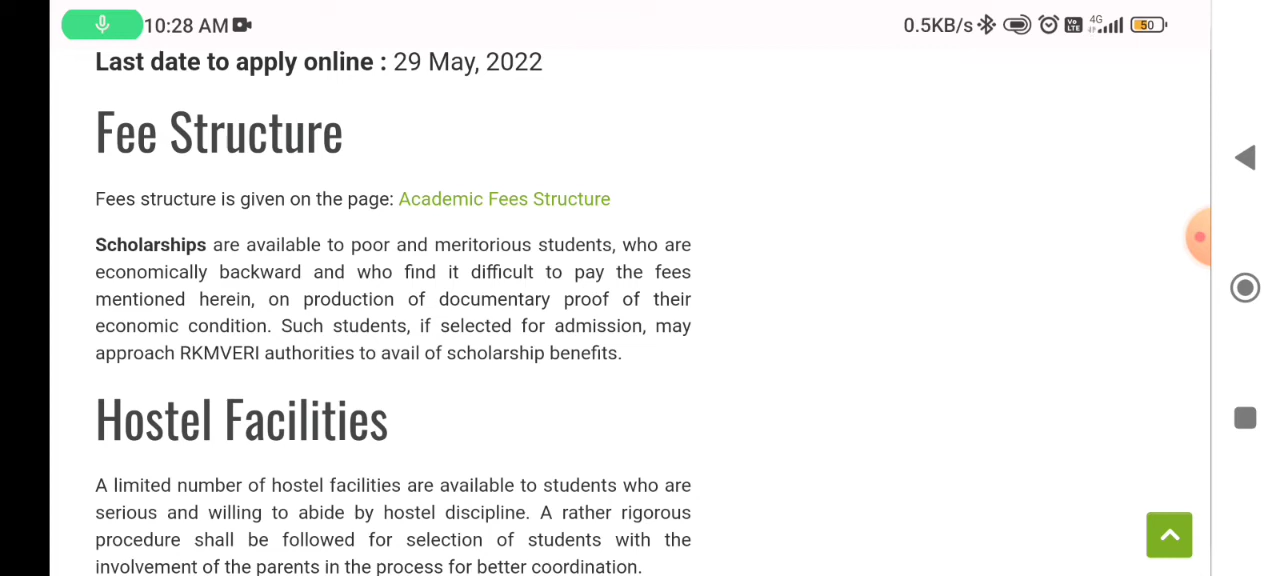 10:28 AM 0.5KB/s Vo LTE 4G 50
Last date to apply online : 29 May, 2022
Fee Structure
Fees structure is given on the page: Academic Fees Structure
Scholarships are available to poor and meritorious students, who are
economically backward and who find it difficult to pay the fees
mentioned herein, on production of documentary proof of their
economic condition. Such students, if selected for admission, may
approach RKMVERI authorities to avail of scholarship benefits.
Hostel Facilities
A limited number of hostel facilities are available to students who are
serious and willing to abide by hostel discipline. A rather rigorous
procedure shall be followed for selection of students with the
involvement of the parents in the process for better coordination.